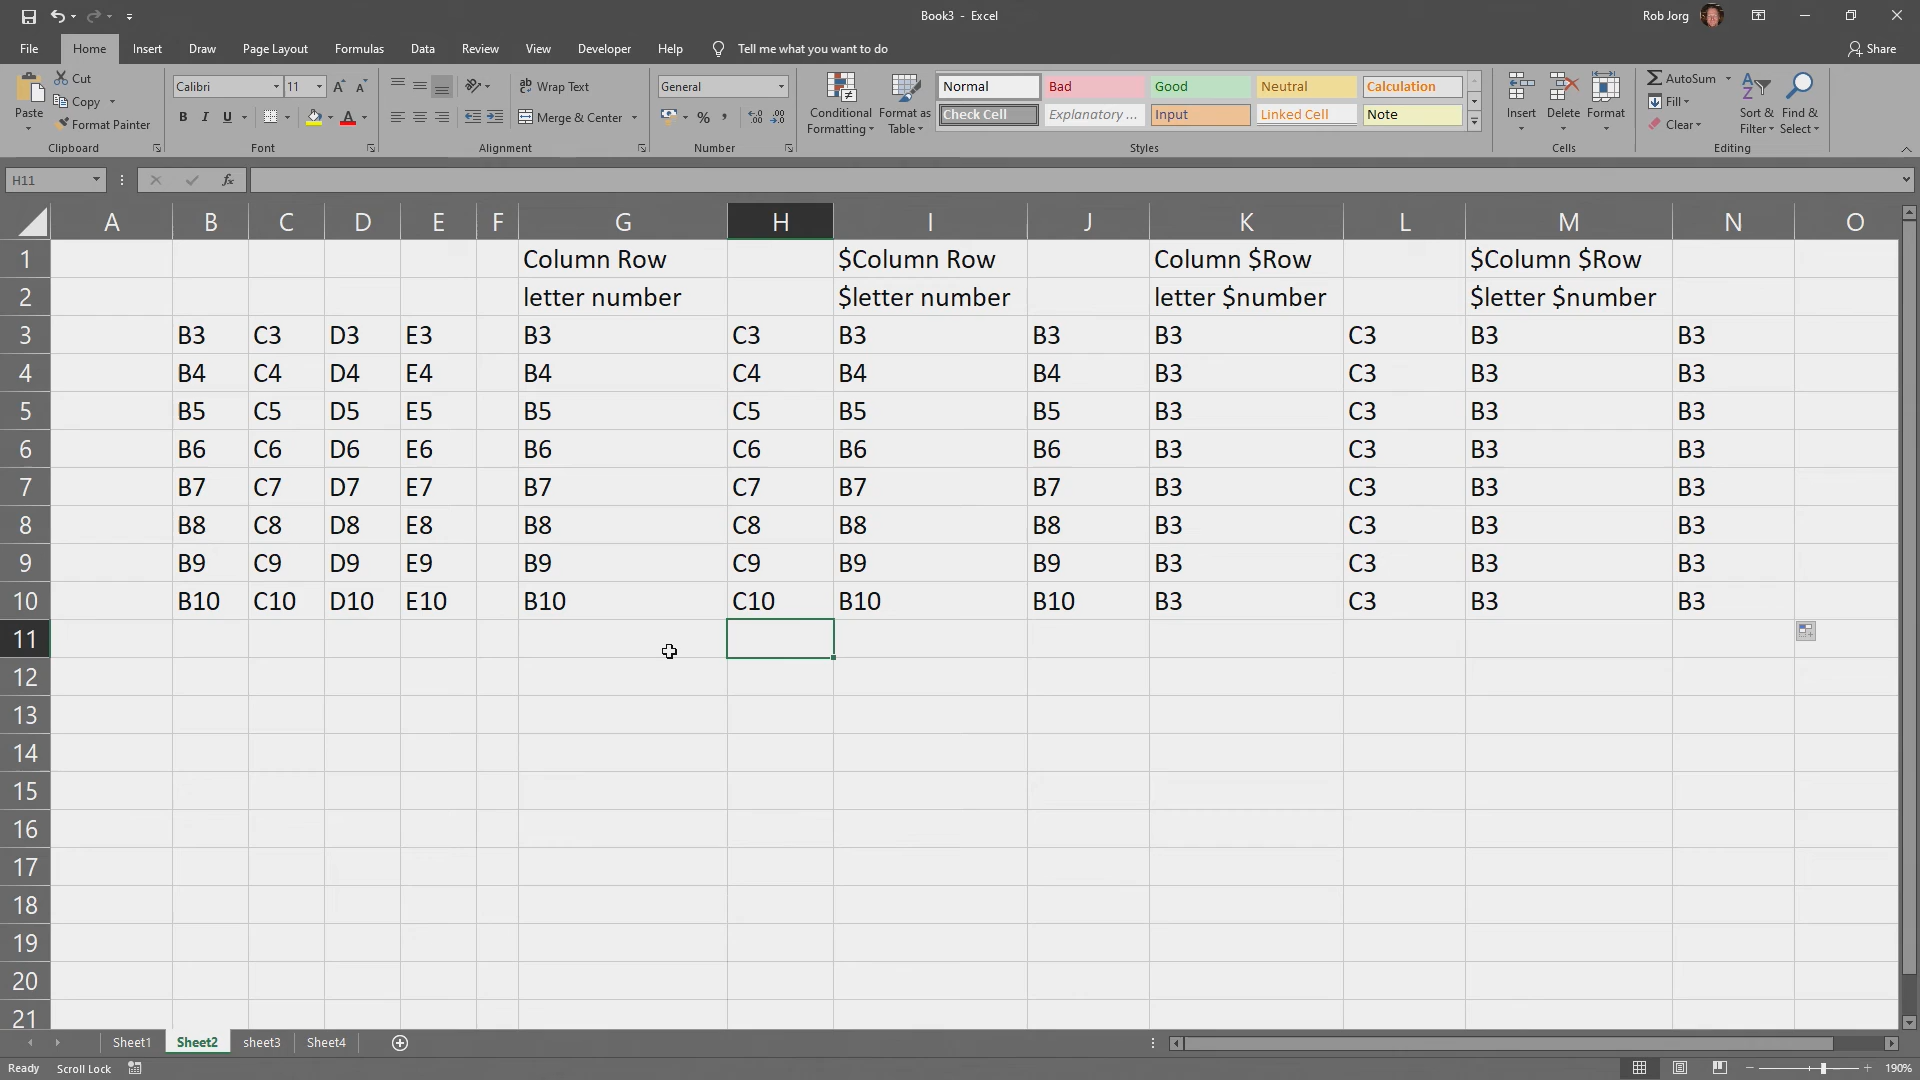 Book3 - Excel
Rob Jorg
File Home Insert Draw Page Layout Formulas Data Review View Developer Help Tell me what you want to do Share
Paste
Cut
Copy
Format Painter
Clipboard
Calibri 11
B I U
Font
Wrap Text
Merge & Center
Alignment
General
%
Number
Conditional Formatting
Format as Table
Normal Bad Good Neutral Calculation
Check Cell Explanatory ... Input Linked Cell Note
Styles
Insert Delete Format
Cells
AutoSum
Fill
Clear
Sort & Filter
Find & Select
Editing
H11 fx
A B C D E F G H I J K L M N O
1 Column Row $Column Row Column $Row $Column $Row
2 letter number $letter number letter $number $letter $number
3 B3 C3 D3 E3 B3 C3 B3 B3 B3 C3 B3 B3
4 B4 C4 D4 E4 B4 C4 B4 B4 B3 C3 B3 B3
5 B5 C5 D5 E5 B5 C5 B5 B5 B3 C3 B3 B3
6 B6 C6 D6 E6 B6 C6 B6 B6 B3 C3 B3 B3
7 B7 C7 D7 E7 B7 C7 B7 B7 B3 C3 B3 B3
8 B8 C8 D8 E8 B8 C8 B8 B8 B3 C3 B3 B3
9 B9 C9 D9 E9 B9 C9 B9 B9 B3 C3 B3 B3
10 B10 C10 D10 E10 B10 C10 B10 B10 B3 C3 B3 B3
11
12
13
14
15
16
17
18
19
20
21
Sheet1 Sheet2 sheet3 Sheet4
Ready Scroll Lock 190%